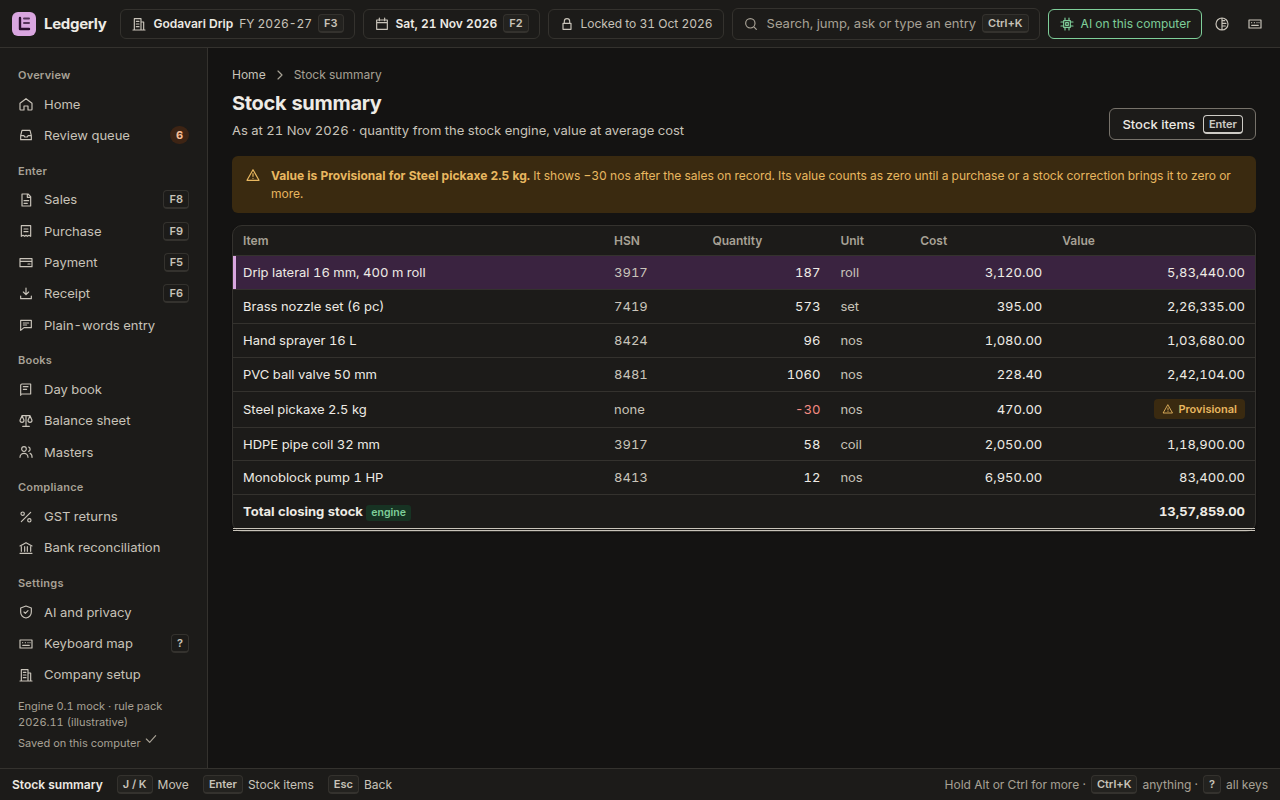 Ledgerly
Godavari Drip FY 2026-27 F3
Sat, 21 Nov 2026 F2
Locked to 31 Oct 2026
Search, jump, ask or type an entry Ctrl+K
AI on this computer
Overview
Home
Review queue 6
Enter
Sales F8
Purchase F9
Payment F5
Receipt F6
Plain-words entry
Books
Day book
Balance sheet
Masters
Compliance
GST returns
Bank reconciliation
Settings
AI and privacy
Keyboard map ?
Company setup
Engine 0.1 mock · rule pack
2026.11 (illustrative)
Saved on this computer
Home Stock summary
Stock summary
As at 21 Nov 2026 · quantity from the stock engine, value at average cost
Stock items Enter
Value is Provisional for Steel pickaxe 2.5 kg. It shows −30 nos after the sales on record. Its value counts as zero until a purchase or a stock correction brings it to zero or
more.
Item HSN Quantity Unit Cost Value
Drip lateral 16 mm, 400 m roll 3917 187 roll 3,120.00 5,83,440.00
Brass nozzle set (6 pc) 7419 573 set 395.00 2,26,335.00
Hand sprayer 16 L 8424 96 nos 1,080.00 1,03,680.00
PVC ball valve 50 mm 8481 1060 nos 228.40 2,42,104.00
Steel pickaxe 2.5 kg none -30 nos 470.00 Provisional
HDPE pipe coil 32 mm 3917 58 coil 2,050.00 1,18,900.00
Monoblock pump 1 HP 8413 12 nos 6,950.00 83,400.00
Total closing stock engine 13,57,859.00
Stock summary J / K Move Enter Stock items Esc Back
Hold Alt or Ctrl for more · Ctrl+K anything · ? all keys